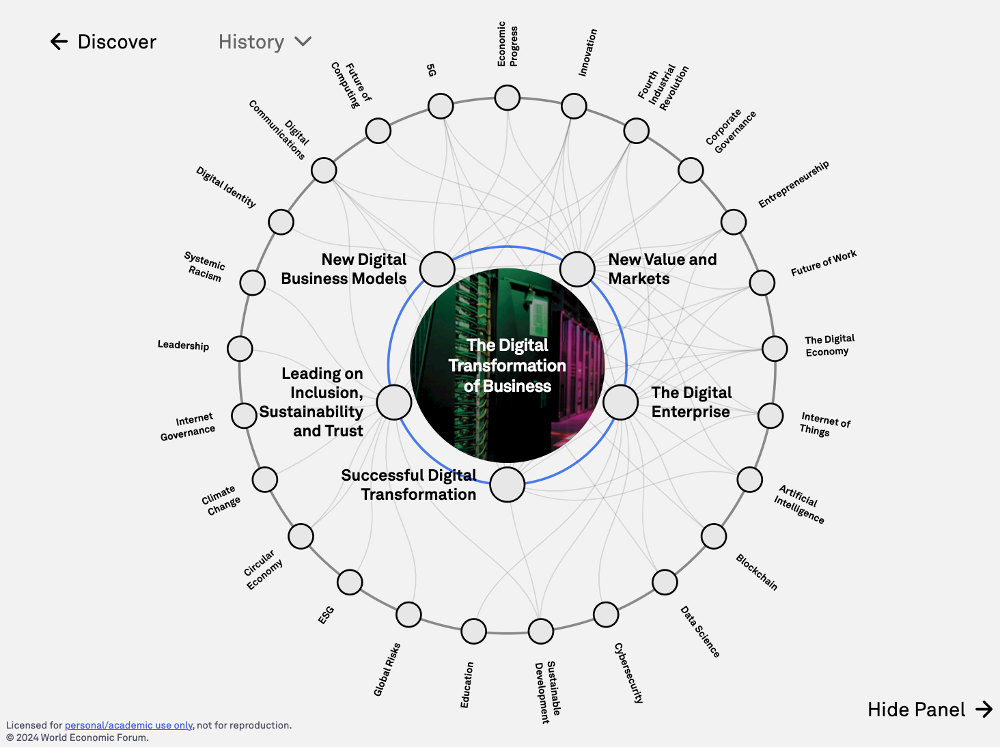 Discover
History
Economic
Progress
Innovation
Fourth
Industrial
Revolution
Corporate
Governance
Entrepreneurship
Future of Work
The Digital
Economy
Internet of
Things
Artificial
Intelligence
Blockchain
Data Science
Cybersecurity
Sustainable
Development
Education
Global Risks
ESG
Circular
Economy
Climate
Change
Internet
Governance
Leadership
Systemic
Racism
Digital Identity
Digital
Communications
Future of
Computing
5G
New Digital
Business Models
New Value and
Markets
The Digital
Transformation
of Business
Leading on
Inclusion,
Sustainability
and Trust
The Digital
Enterprise
Successful Digital
Transformation
Hide Panel
Licensed for personal/academic use only, not for reproduction.
© 2024 World Economic Forum.